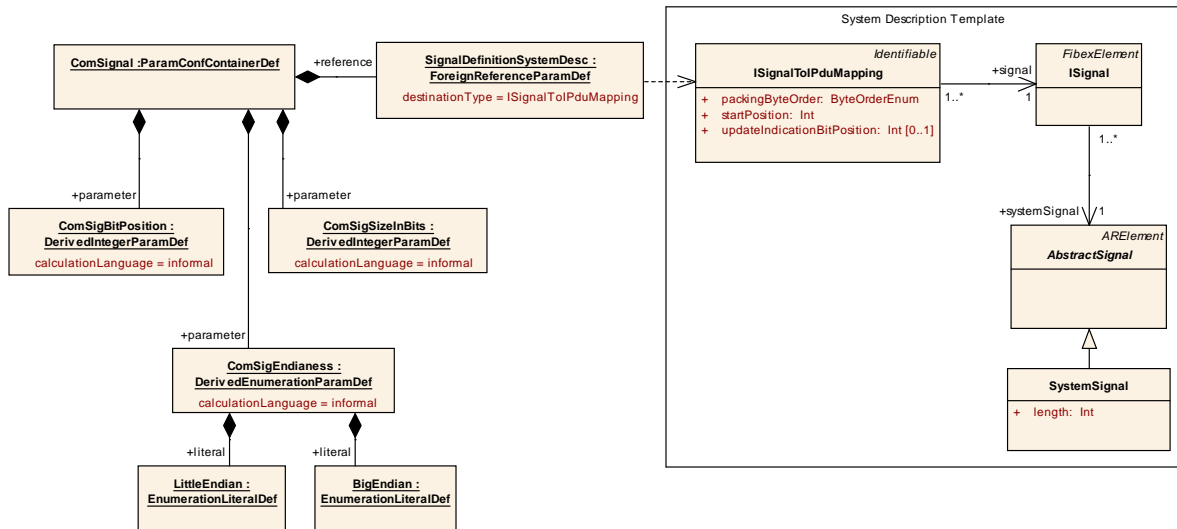 System Description Template
ComSignal :ParamConfContainerDef
+reference
SignalDefinitionSystemDesc :
ForeignReferenceParamDef
destinationType = ISignalToIPduMapping
Identifiable
ISignalToIPduMapping
+ packingByteOrder: ByteOrderEnum
+ startPosition: Int
+ updateIndicationBitPosition: Int [0..1]
+signal
1..*
1
FibexElement
ISignal
1..*
+systemSignal
1
ARElement
AbstractSignal
+parameter
+parameter
ComSigBitPosition :
DerivedIntegerParamDef
calculationLanguage = informal
ComSigSizeInBits :
DerivedIntegerParamDef
calculationLanguage = informal
+parameter
ComSigEndianess :
DerivedEnumerationParamDef
calculationLanguage = informal
SystemSignal
+ length: Int
+literal
+literal
LittleEndian :
EnumerationLiteralDef
BigEndian :
EnumerationLiteralDef